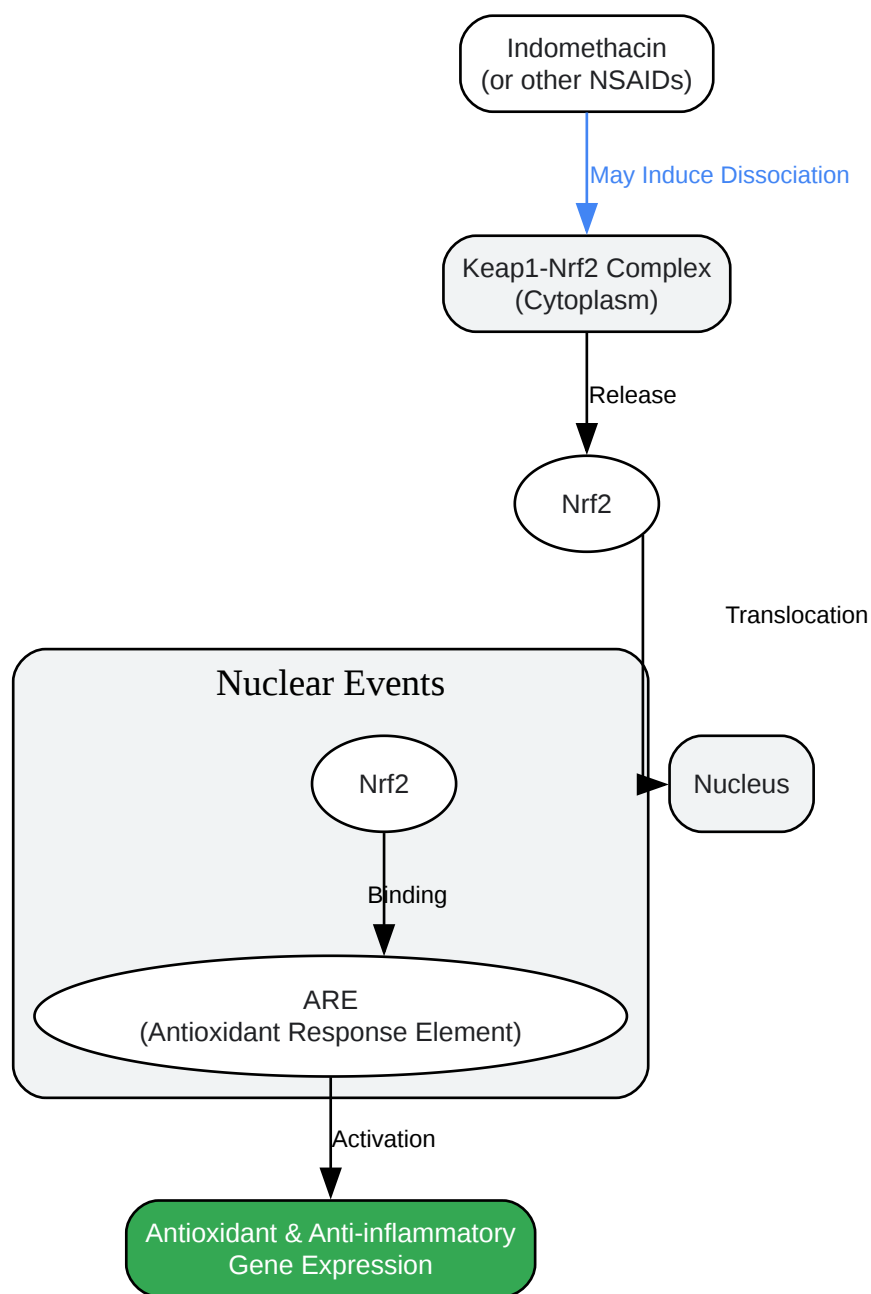 Indomethacin
(or other NSAIDs)
May Induce Dissociation
Keap1-Nrf2 Complex
(Cytoplasm)
Release
Nrf2
Translocation
Nuclear Events
Nrf2
Nucleus
Binding
ARE
(Antioxidant Response Element)
Activation
Antioxidant & Anti-inflammatory
Gene Expression